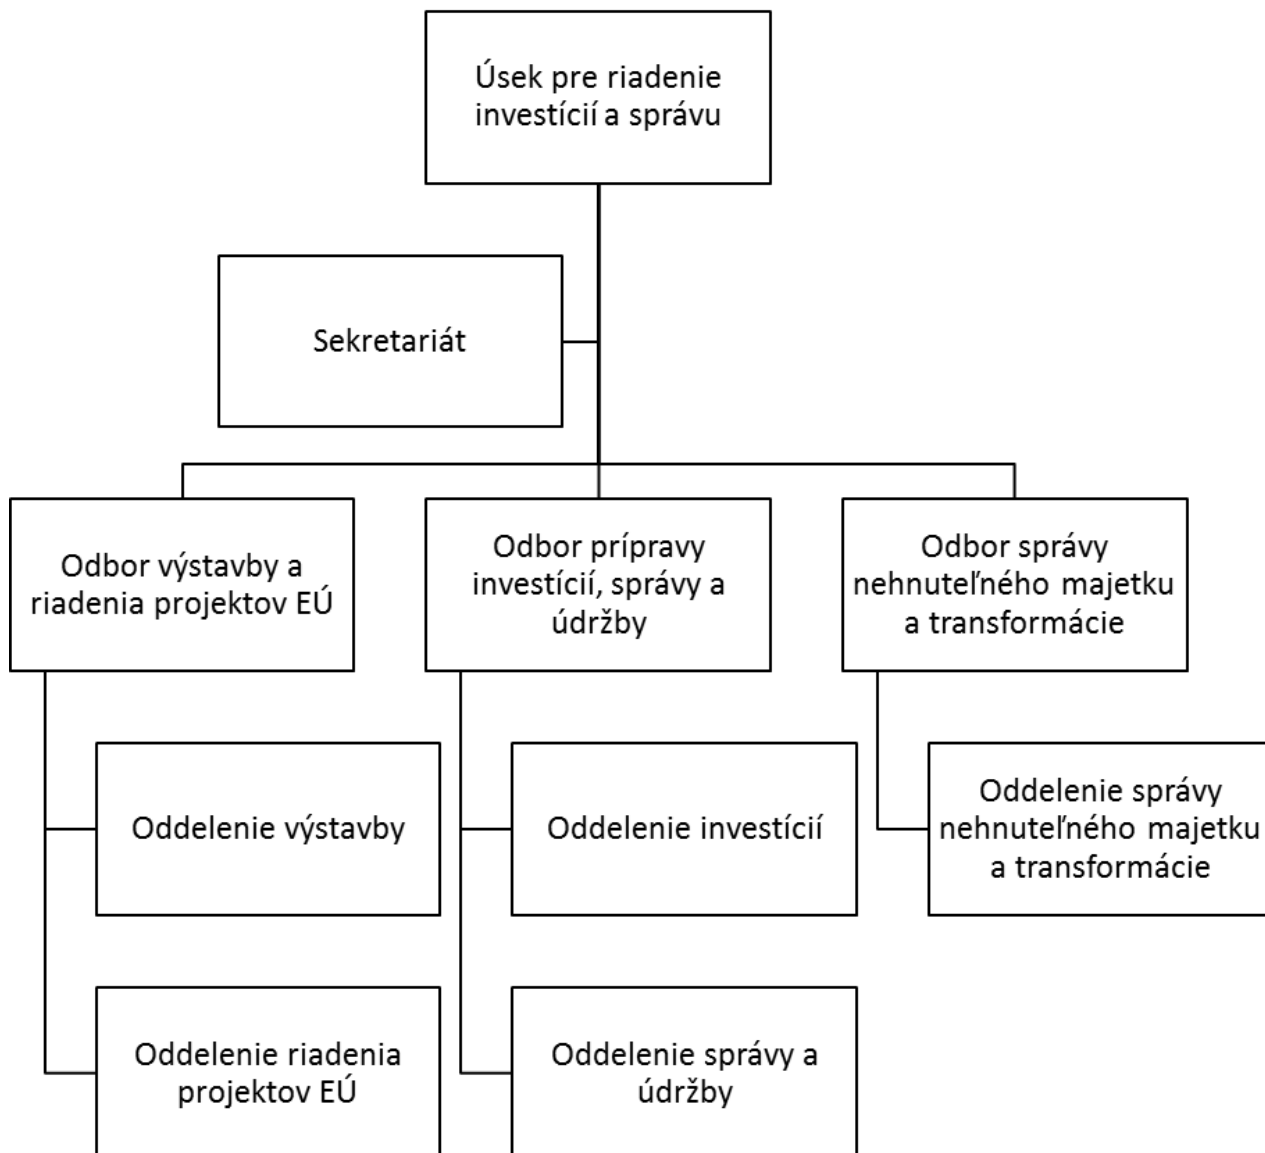 Úsek pre riadenie
investícií a správu
Sekretariát
Odbor výstavby a
riadenia projektov EÚ
Odbor prípravy
investícií, správy a
údržby
Odbor správy
nehnuteľného majetku
a transformácie
Oddelenie výstavby
Oddelenie investícií
Oddelenie správy
nehnuteľného majetku
a transformácie
Oddelenie riadenia
projektov EÚ
Oddelenie správy a
údržby